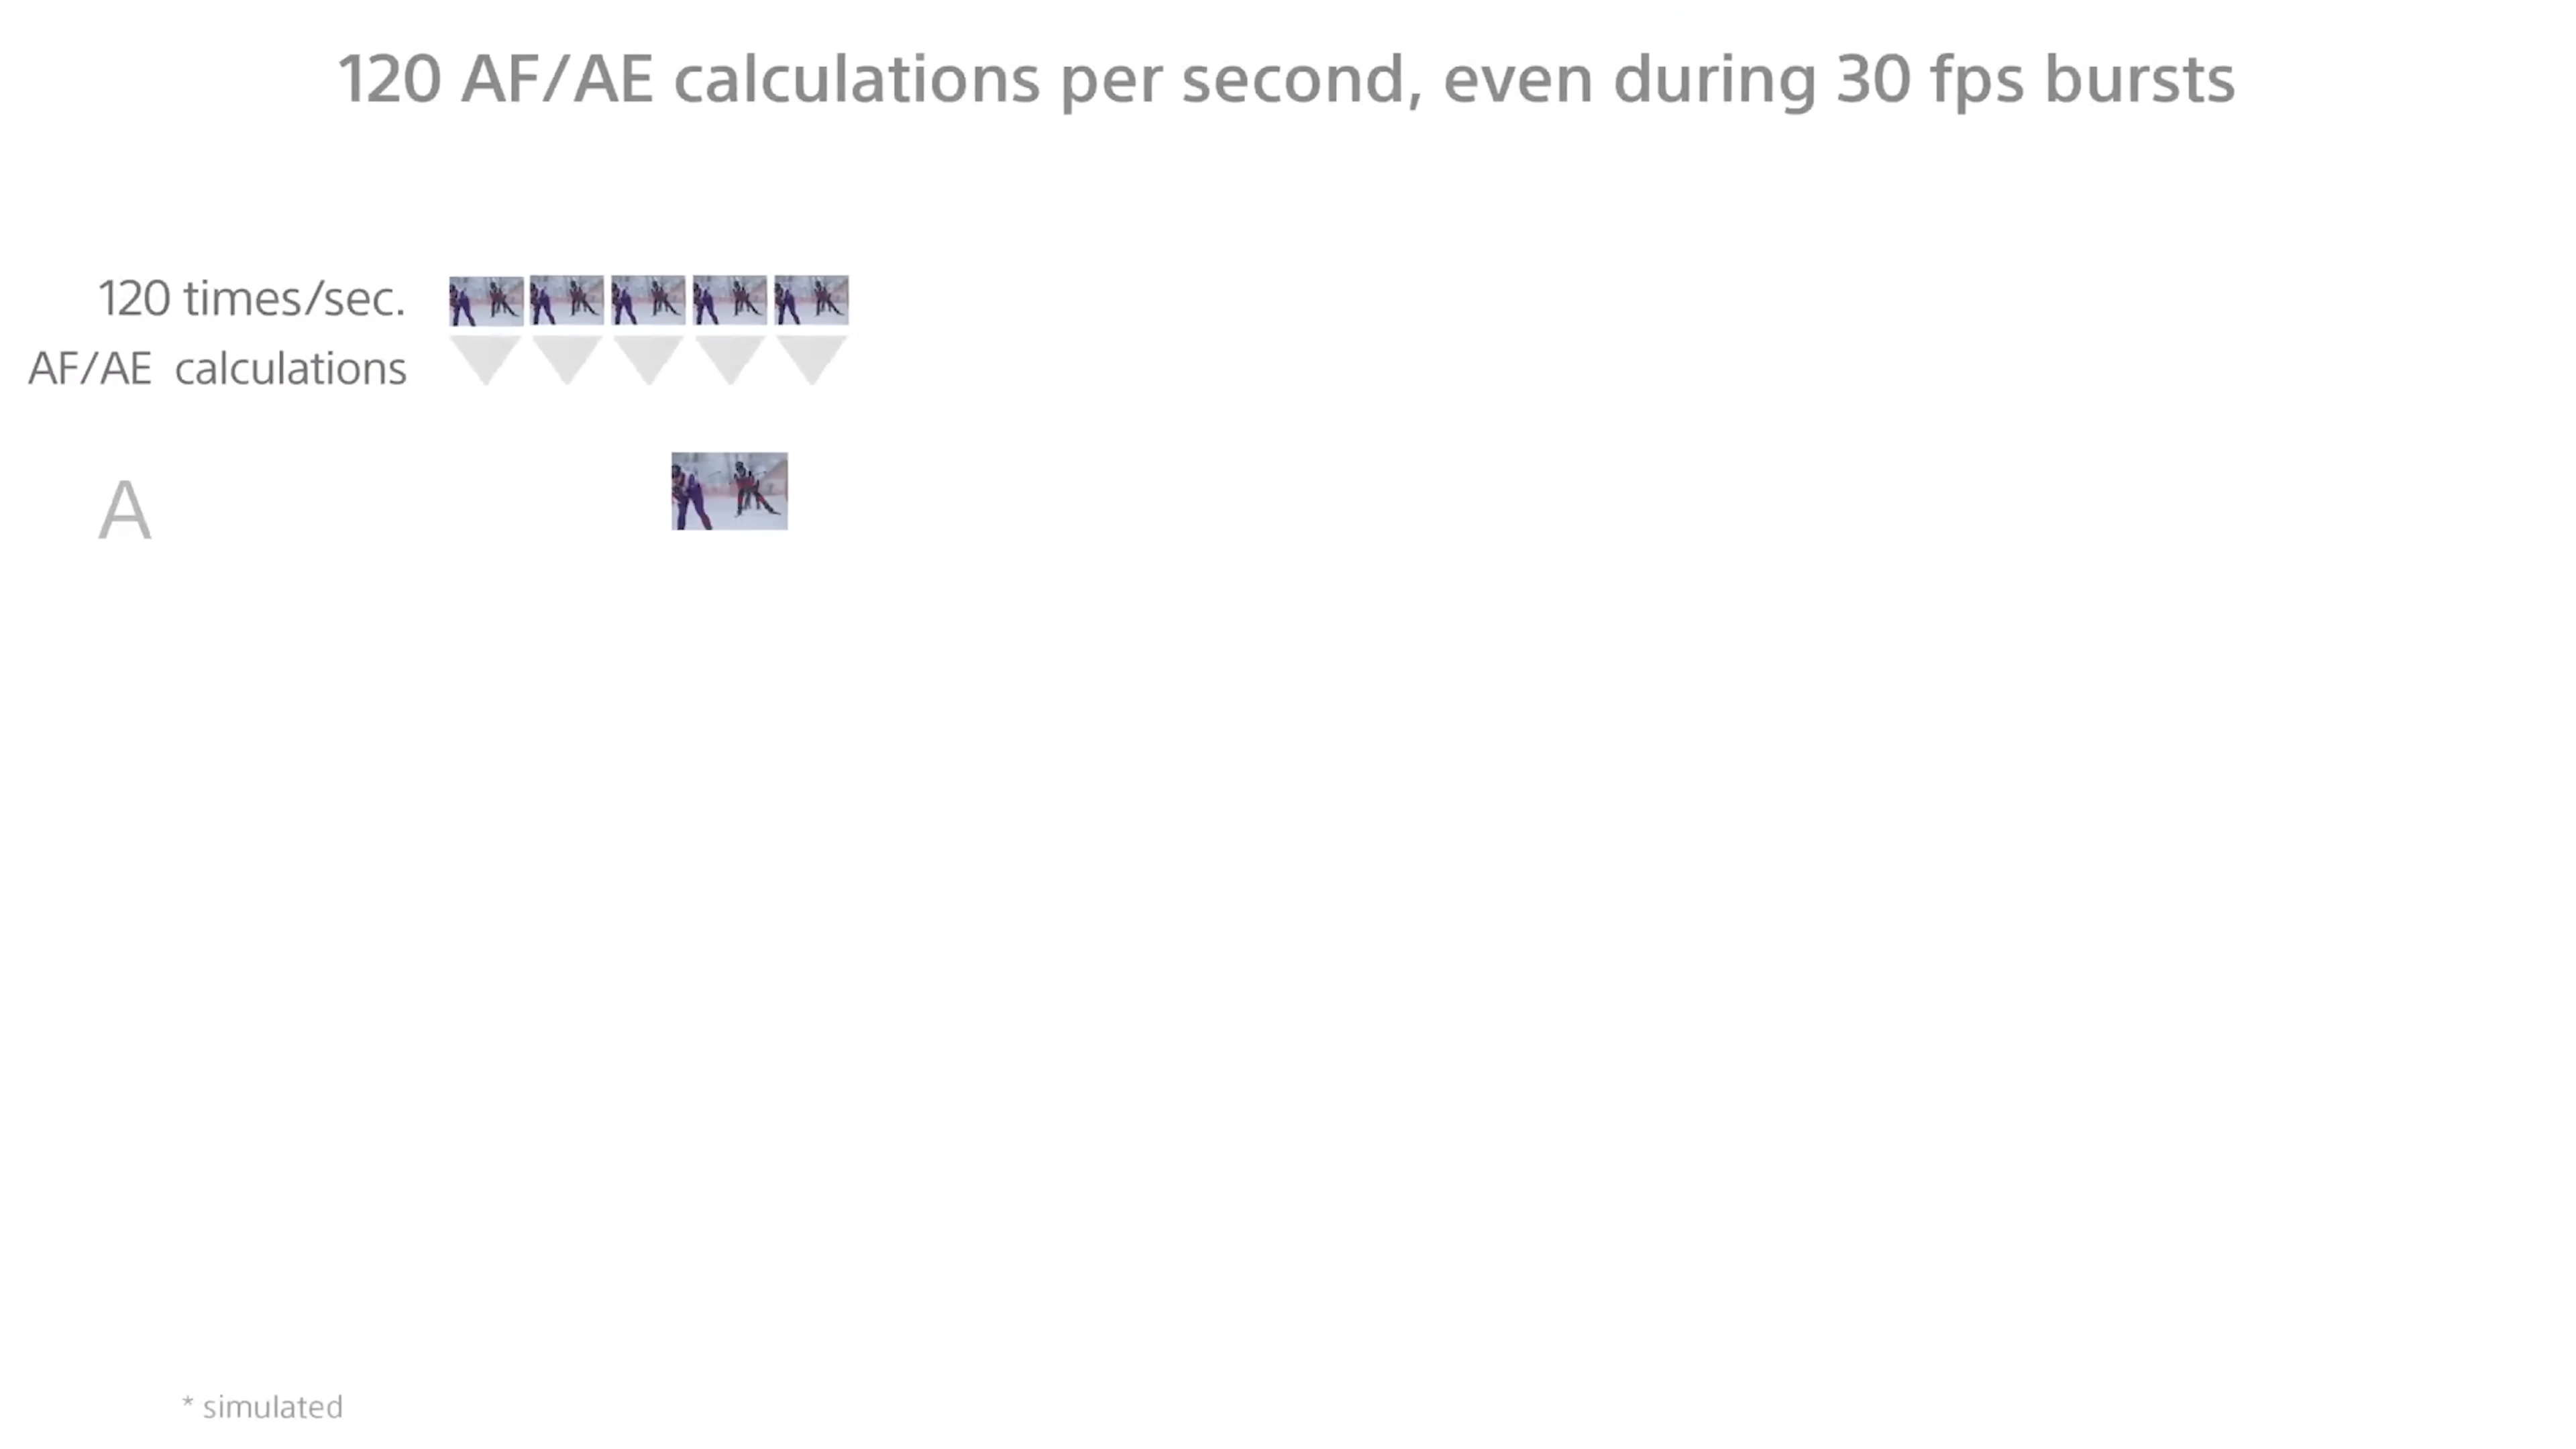 120 AF/AE calculations per second, even during 30 fps bursts
120 times/sec.
AF/AE calculations
A
* simulated